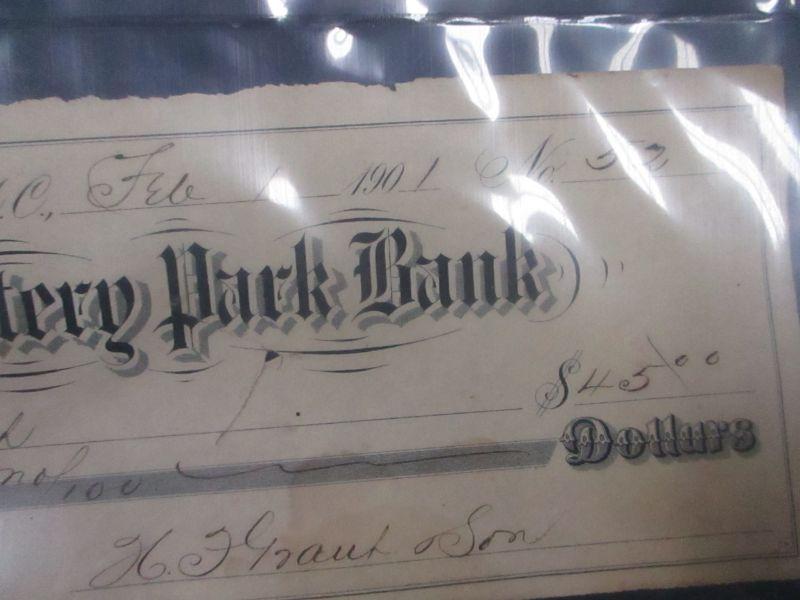 C., Feb 1 1901 No. 52
tery Park Bank
$45 00
no/100 Dollars
H. F. Grant & Son